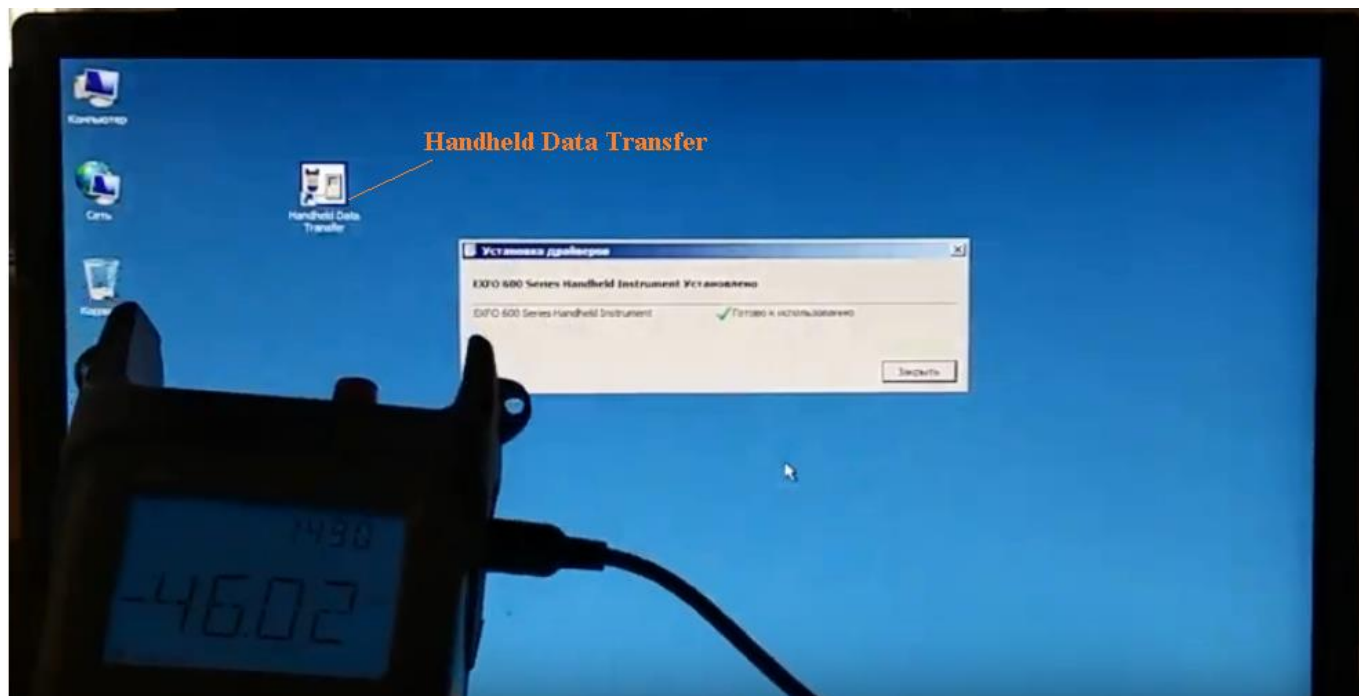 Компьютер
Handheld Data Transfer
Сеть
Handheld Data
Transfer
Установка драйверов
EXFO 600 Series Handheld Instrument Установлено
EXFO 600 Series Handheld Instrument
Готово к использованию
Закрыть
1490
-46.02